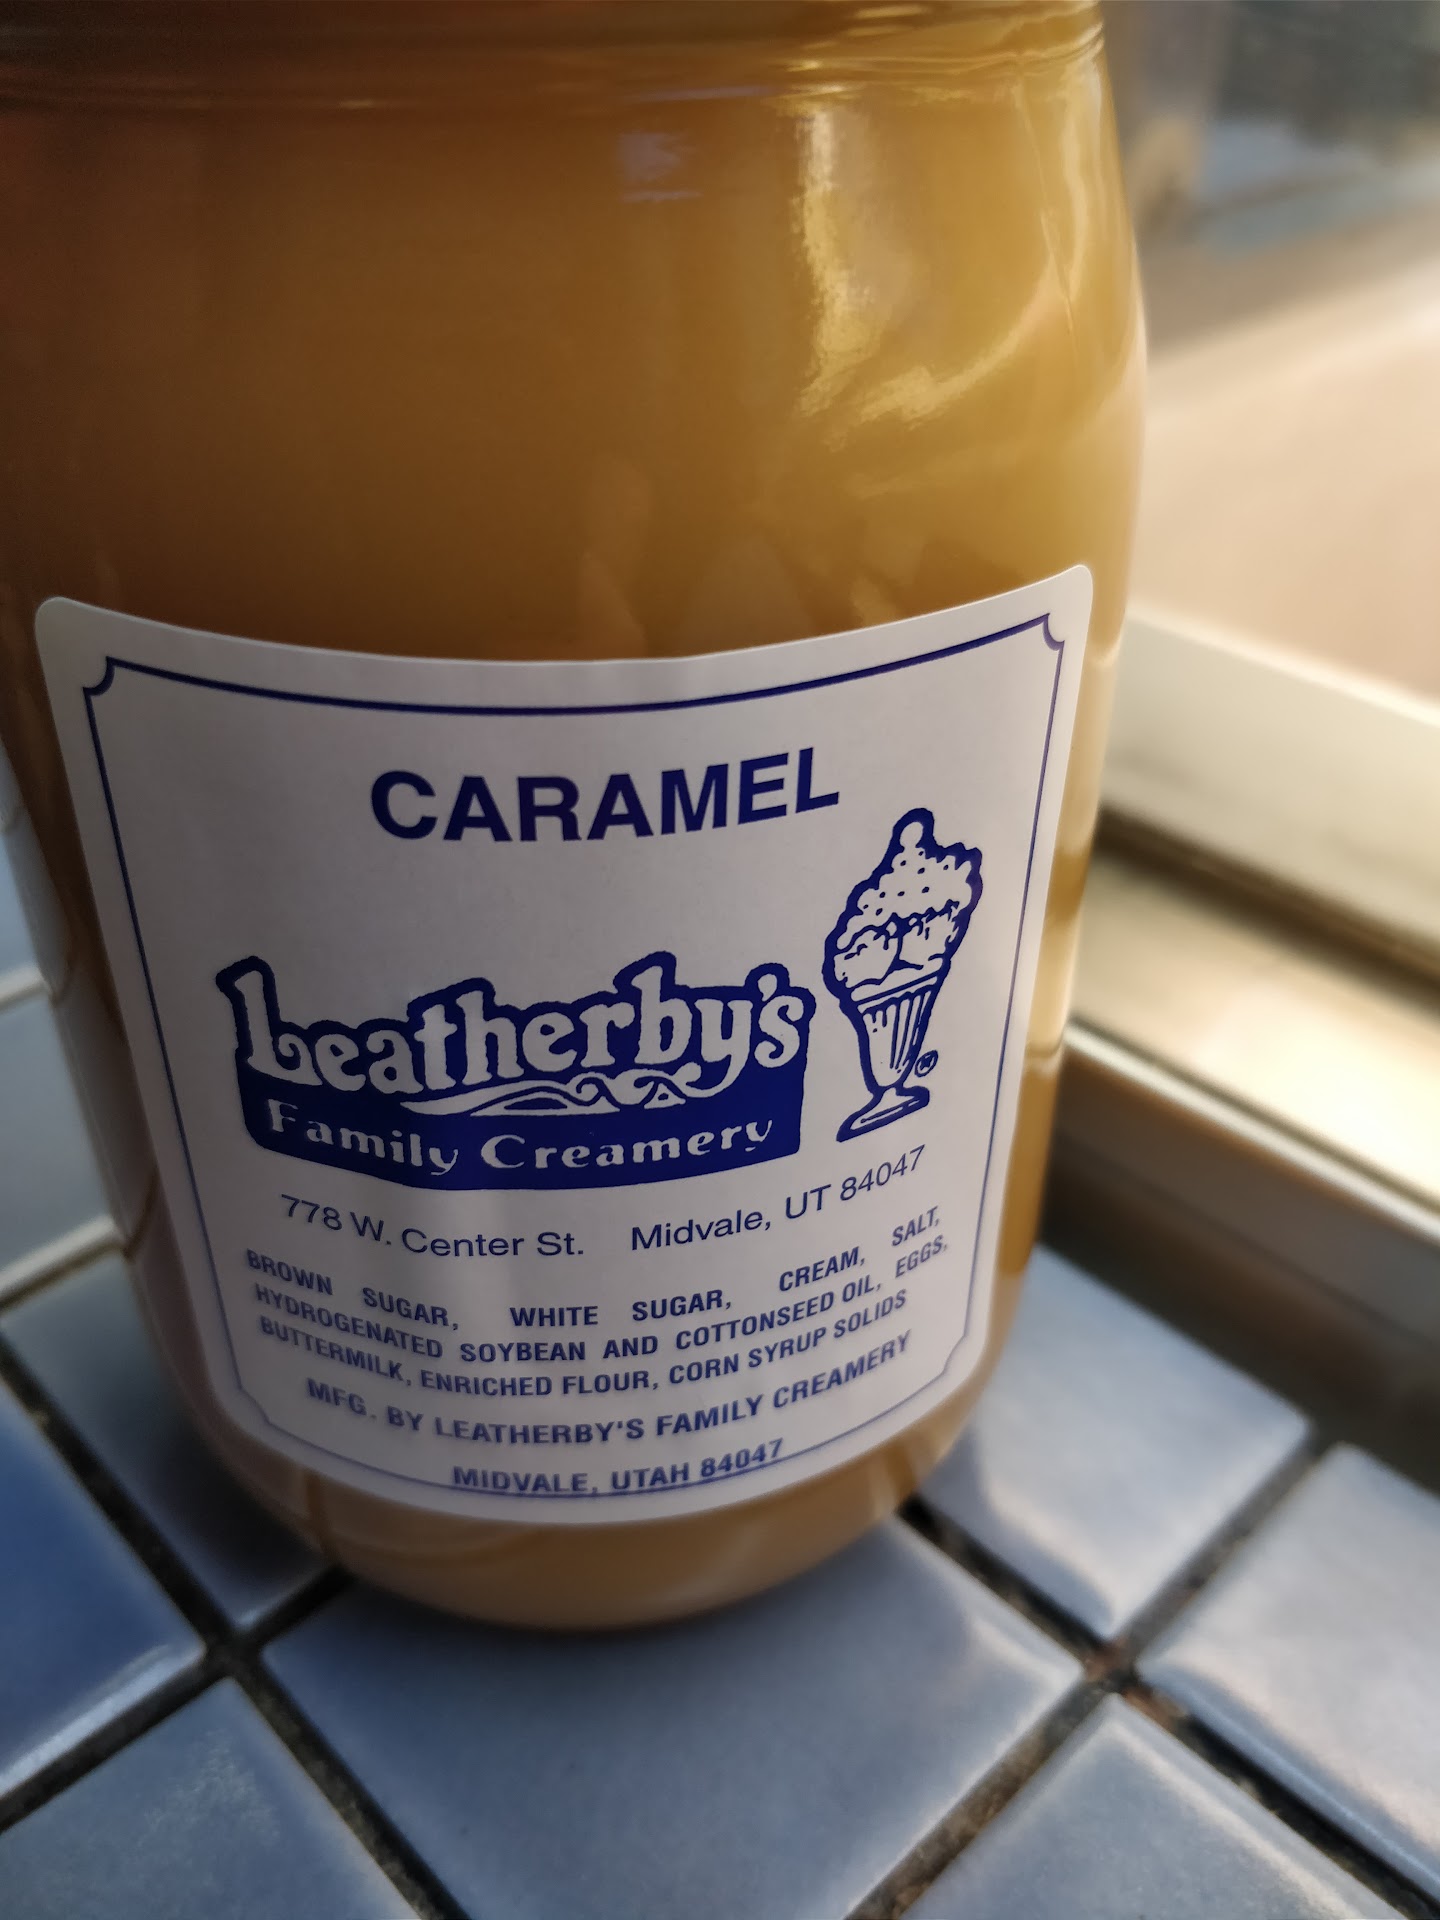 CARAMEL
Leatherby's
Family Creamery
778 W. Center St. Midvale, UT 84047
BROWN SUGAR, WHITE SUGAR, CREAM, SALT,
HYDROGENATED SOYBEAN AND COTTONSEED OIL, EGGS,
BUTTERMILK, ENRICHED FLOUR, CORN SYRUP SOLIDS
MFG. BY LEATHERBY'S FAMILY CREAMERY
MIDVALE, UTAH 84047